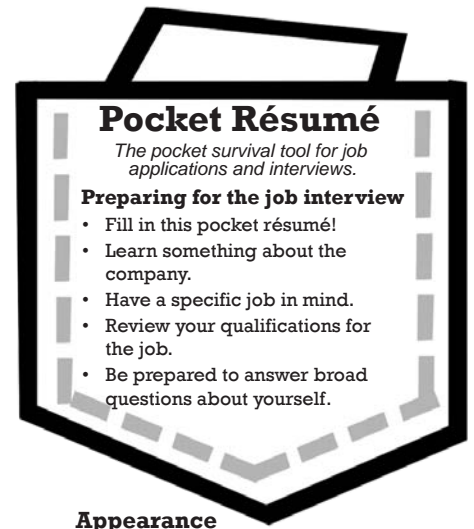 Pocket Résumé
The pocket survival tool for job
applications and interviews.
Preparing for the job interview
• Fill in this pocket résumé!
• Learn something about the
company.
• Have a specific job in mind.
• Review your qualifications for
the job.
• Be prepared to answer broad
questions about yourself.
Appearance